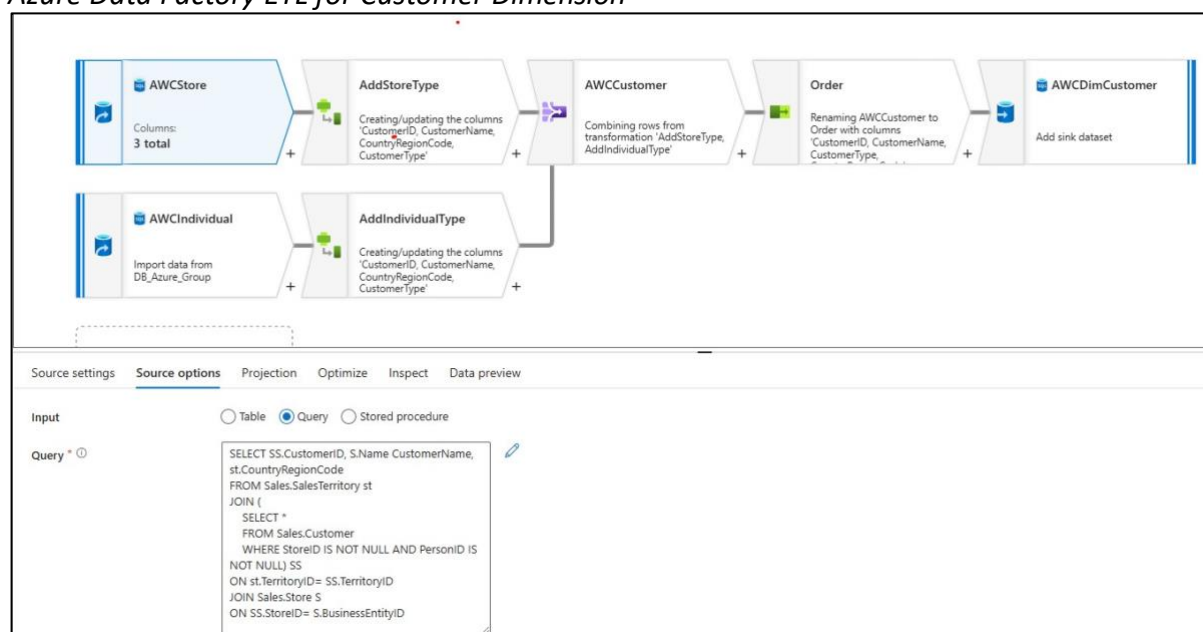 Azure Data Factory ETL for Customer Dimension
AWCStore
Columns:
3 total
+
AddStoreType
Creating/updating the columns
'CustomerID, CustomerName,
CountryRegionCode,
CustomerType'
+
AWCCustomer
Combining rows from
transformation 'AddStoreType,
AddIndividualType'
+
Order
Renaming AWCCustomer to
Order with columns
'CustomerID, CustomerName,
CustomerType,
+
AWCDimCustomer
Add sink dataset
AWCIndividual
Import data from
DB_Azure_Group
+
AddIndividualType
Creating/updating the columns
'CustomerID, CustomerName,
CountryRegionCode,
CustomerType'
+
Source settings Source options Projection Optimize Inspect Data preview
Input Table Query Stored procedure
Query *
SELECT SS.CustomerID, S.Name CustomerName,
st.CountryRegionCode
FROM Sales.SalesTerritory st
JOIN (
SELECT *
FROM Sales.Customer
WHERE StoreID IS NOT NULL AND PersonID IS
NOT NULL) SS
ON st.TerritoryID= SS.TerritoryID
JOIN Sales.Store S
ON SS.StoreID= S.BusinessEntityID